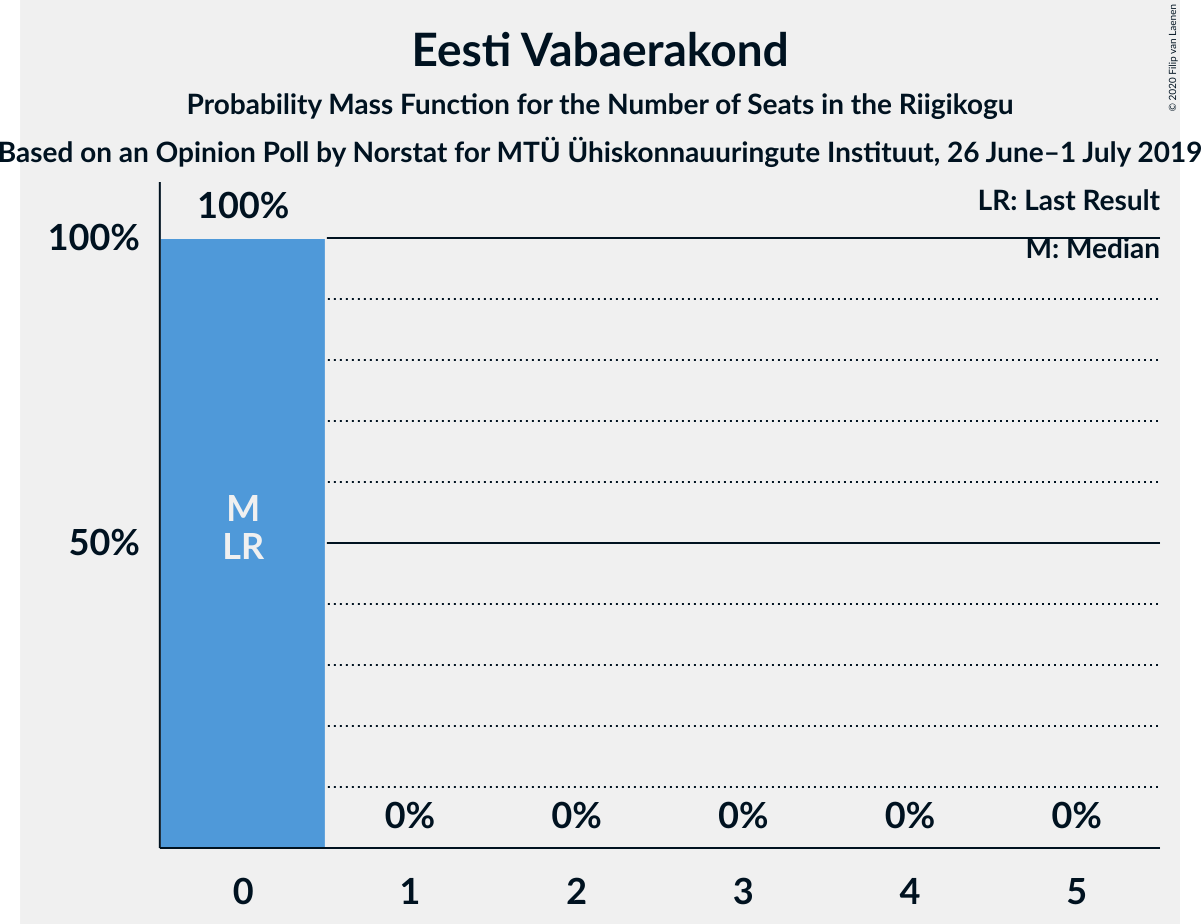 Eesti Vabaerakond
Probability Mass Function for the Number of Seats in the Riigikogu
Based on an Opinion Poll by Norstat for MTÜ Ühiskonnauuringute Instituut, 26 June–1 July 2019
© 2020 Filip van Laenen
LR: Last Result
M: Median
100%
100%
50%
M
LR
0% 0% 0% 0% 0%
0 1 2 3 4 5